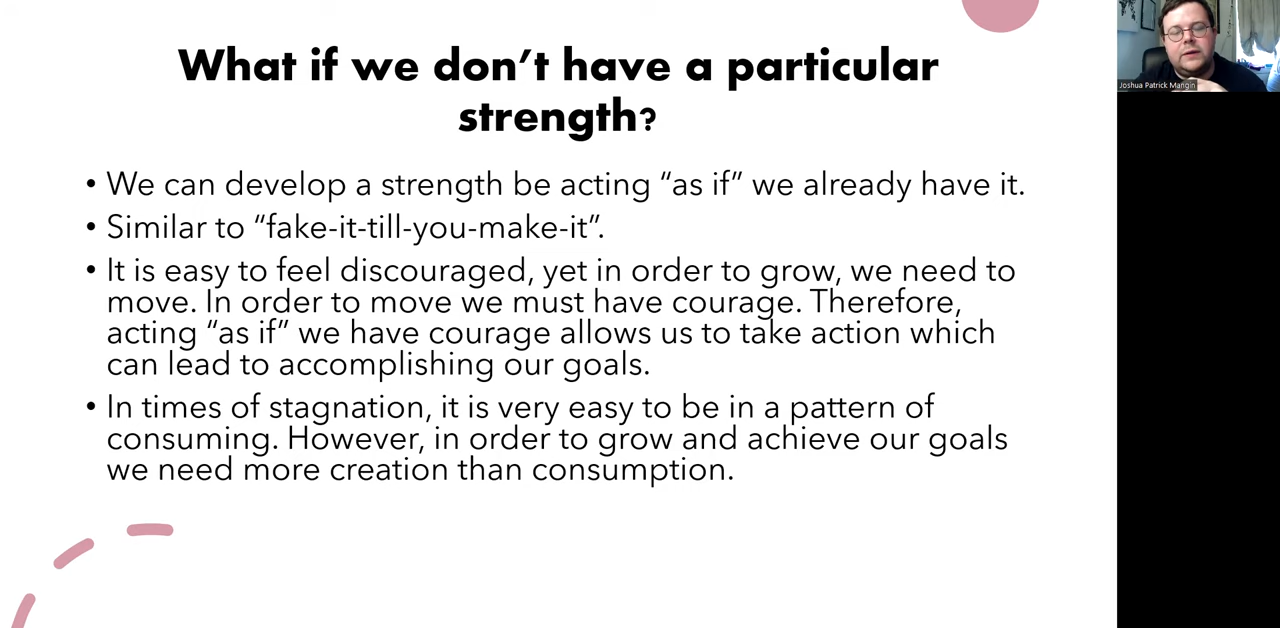 What if we don’t have a particular
strength?
• We can develop a strength be acting “as if” we already have it.
• Similar to “fake-it-till-you-make-it”.
• It is easy to feel discouraged, yet in order to grow, we need to
move. In order to move we must have courage. Therefore,
acting “as if” we have courage allows us to take action which
can lead to accomplishing our goals.
• In times of stagnation, it is very easy to be in a pattern of
consuming. However, in order to grow and achieve our goals
we need more creation than consumption.
Joshua Patrick Mangin